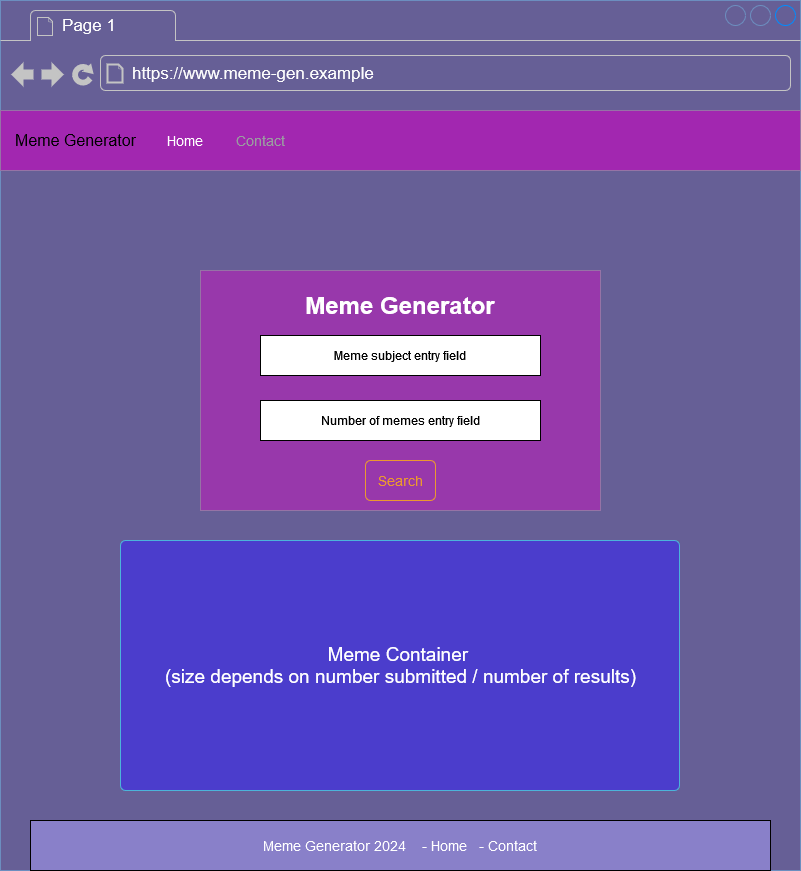 Page 1
https://www.meme-gen.example
Meme Generator Home Contact
Meme Generator
Meme subject entry field
Number of memes entry field
Search
Meme Container
(size depends on number submitted / number of results)
Meme Generator 2024 - Home - Contact